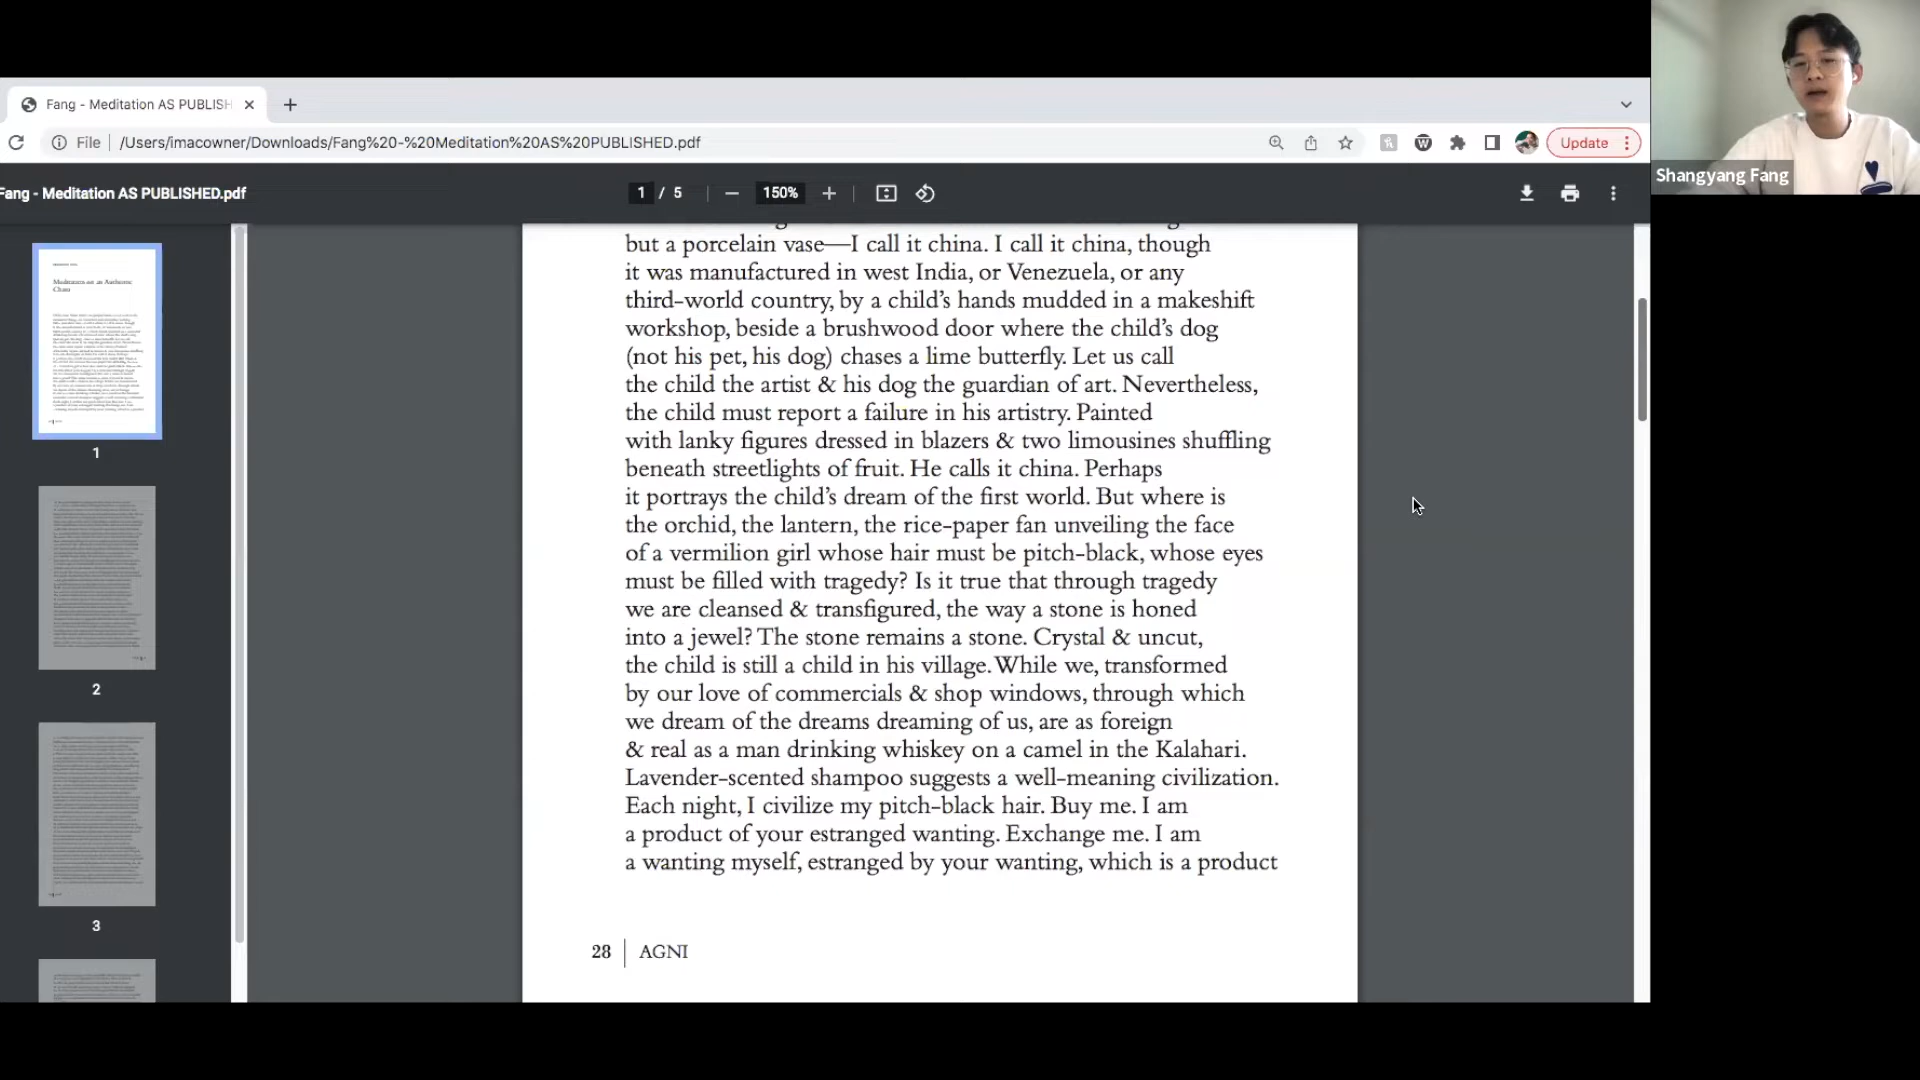 Fang - Meditation AS PUBLISH
File
/Users/imacowner/Downloads/Fang%20-%20Meditation%20AS%20PUBLISHED.pdf
Update
Shangyang Fang
Fang - Meditation AS PUBLISHED.pdf
1 / 5
150%
but a porcelain vase—I call it china. I call it china, though
it was manufactured in west India, or Venezuela, or any
third-world country, by a child's hands mudded in a makeshift
workshop, beside a brushwood door where the child's dog
(not his pet, his dog) chases a lime butterfly. Let us call
the child the artist & his dog the guardian of art. Nevertheless,
the child must report a failure in his artistry. Painted
with lanky figures dressed in blazers & two limousines shuffling
beneath streetlights of fruit. He calls it china. Perhaps
it portrays the child's dream of the first world. But where is
the orchid, the lantern, the rice-paper fan unveiling the face
of a vermilion girl whose hair must be pitch-black, whose eyes
must be filled with tragedy? Is it true that through tragedy
we are cleansed & transfigured, the way a stone is honed
into a jewel? The stone remains a stone. Crystal & uncut,
the child is still a child in his village. While we, transformed
by our love of commercials & shop windows, through which
we dream of the dreams dreaming of us, are as foreign
& real as a man drinking whiskey on a camel in the Kalahari.
Lavender-scented shampoo suggests a well-meaning civilization.
Each night, I civilize my pitch-black hair. Buy me. I am
a product of your estranged wanting. Exchange me. I am
a wanting myself, estranged by your wanting, which is a product
28 | AGNI
Meditation on an Authentic
China
1
2
3